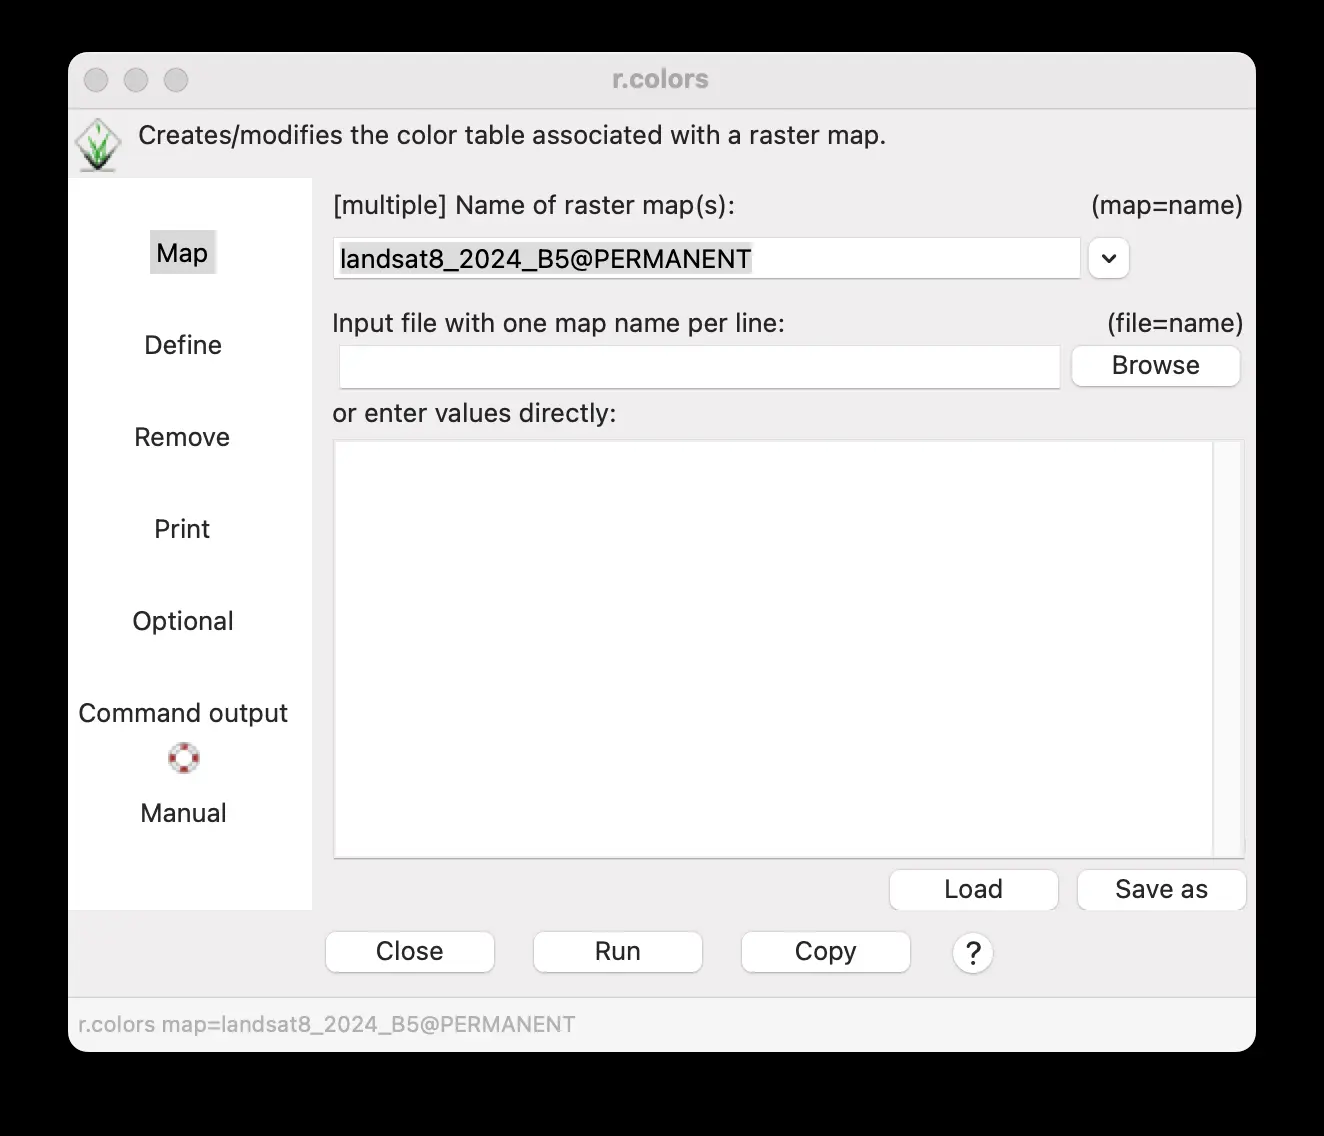 r.colors
Creates/modifies the color table associated with a raster map.
Map
Define
Remove
Print
Optional
Command output
Manual
[multiple] Name of raster map(s): (map=name)
landsat8_2024_B5@PERMANENT
Input file with one map name per line: (file=name)
Browse
or enter values directly:
Load Save as
Close Run Copy ?
r.colors map=landsat8_2024_B5@PERMANENT